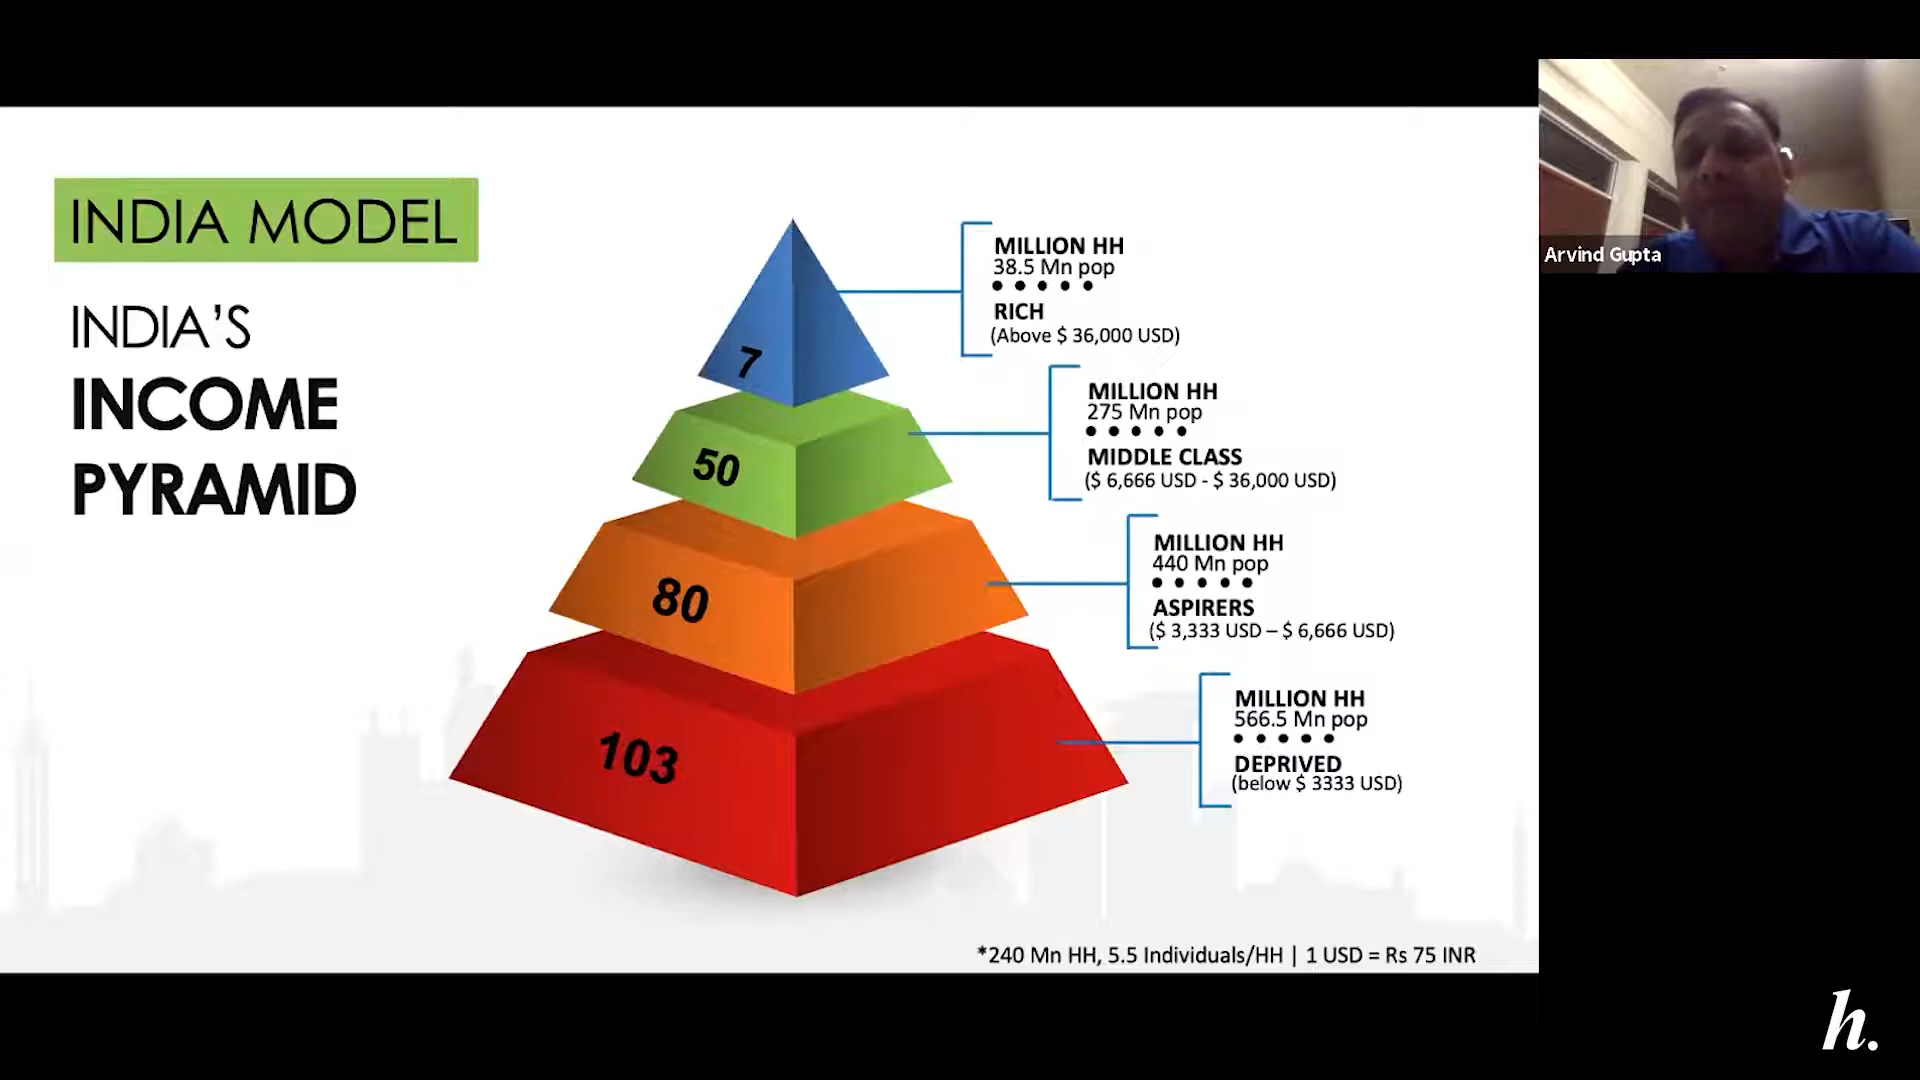 INDIA MODEL
INDIA'S
INCOME
PYRAMID
7
MILLION HH
38.5 Mn pop
RICH
(Above $ 36,000 USD)
50
MILLION HH
275 Mn pop
MIDDLE CLASS
($ 6,666 USD - $ 36,000 USD)
80
MILLION HH
440 Mn pop
ASPIRERS
($ 3,333 USD – $ 6,666 USD)
103
MILLION HH
566.5 Mn pop
DEPRIVED
(below $ 3333 USD)
*240 Mn HH, 5.5 Individuals/HH | 1 USD = Rs 75 INR
Arvind Gupta
h.